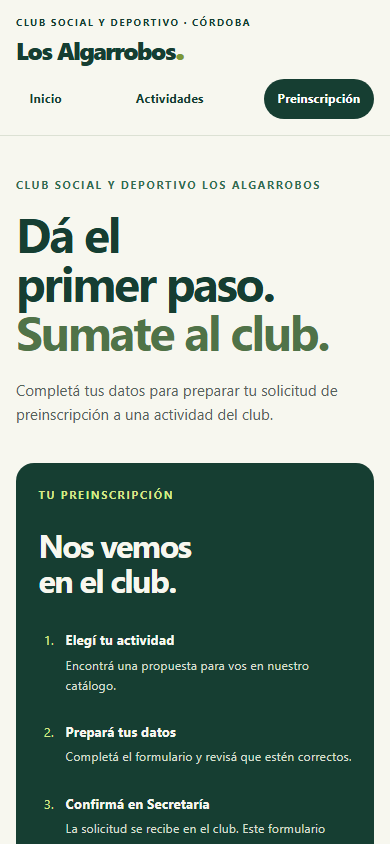 CLUB SOCIAL Y DEPORTIVO · CÓRDOBA
Los Algarrobos.
Inicio
Actividades
Preinscripción
CLUB SOCIAL Y DEPORTIVO LOS ALGARROBOS
Dá el
primer paso.
Sumate al club.
Completá tus datos para preparar tu solicitud de
preinscripción a una actividad del club.
TU PREINSCRIPCIÓN
Nos vemos
en el club.
1. Elegí tu actividad
Encontrá una propuesta para vos en nuestro
catálogo.
2. Prepará tus datos
Completá el formulario y revisá que estén correctos.
3. Confirmá en Secretaría
La solicitud se recibe en el club. Este formulario